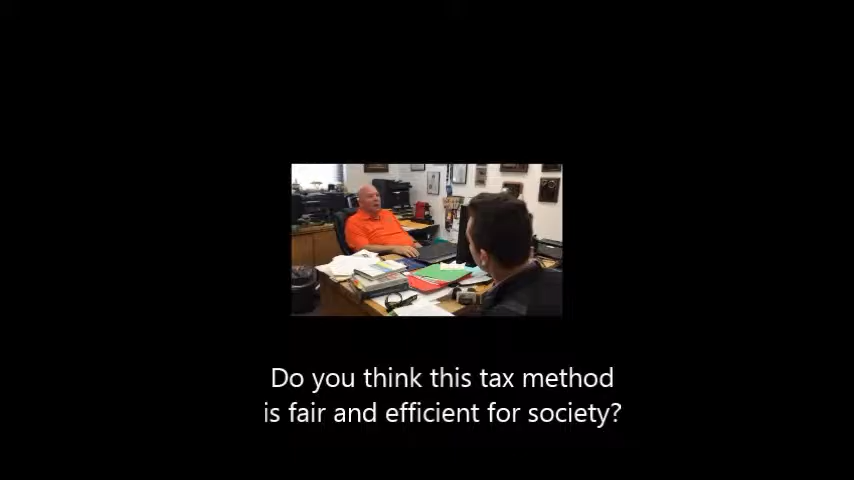 Do you think this tax method
is fair and efficient for society?